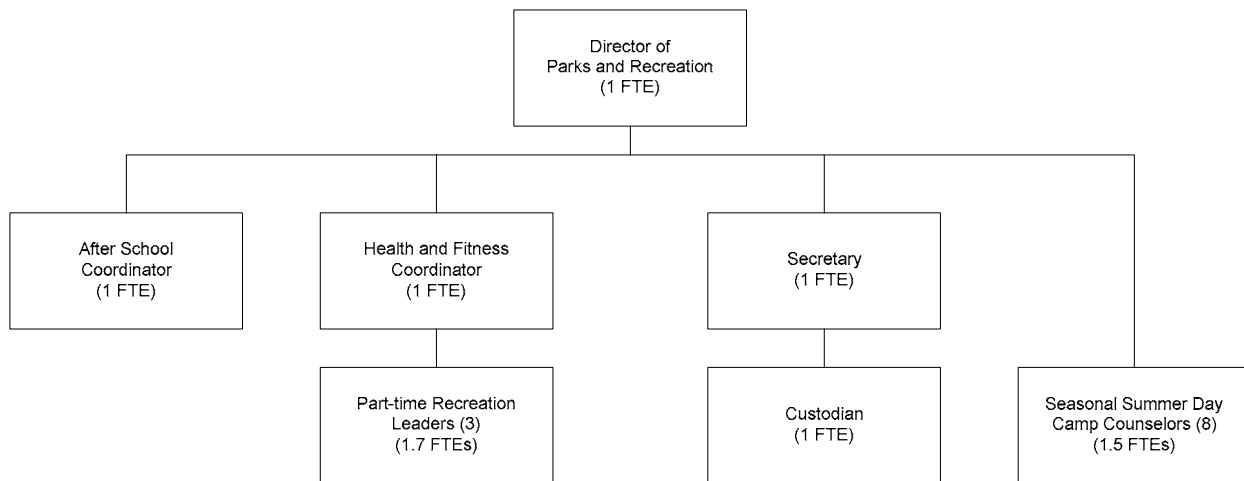 Director of
Parks and Recreation
(1 FTE)
After School
Coordinator
(1 FTE)
Health and Fitness
Coordinator
(1 FTE)
Secretary
(1 FTE)
Part-time Recreation
Leaders (3)
(1.7 FTEs)
Custodian
(1 FTE)
Seasonal Summer Day
Camp Counselors (8)
(1.5 FTEs)